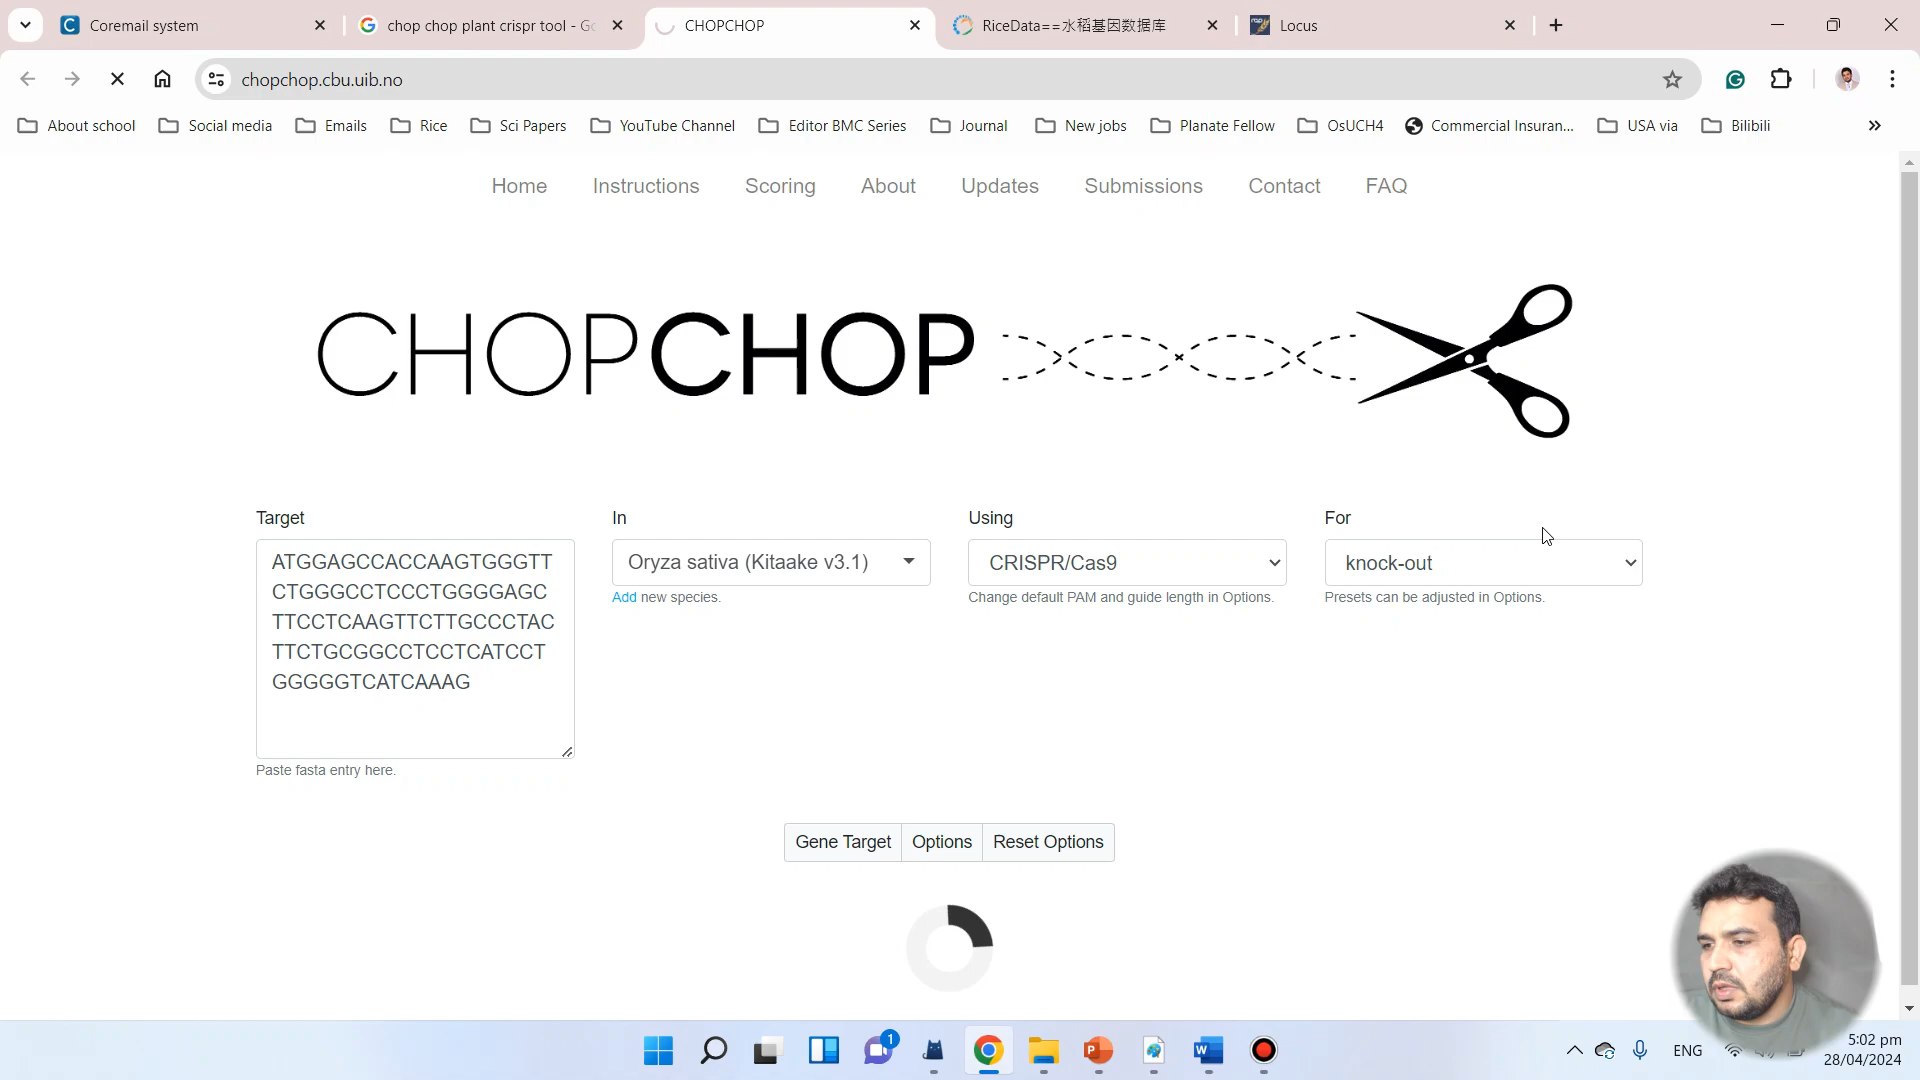 Coremail system
chop chop plant crispr tool - Go
CHOPCHOP
RiceData==水稻基因数据库
Locus
chopchop.cbu.uib.no
About school
Social media
Emails
Rice
Sci Papers
YouTube Channel
Editor BMC Series
Journal
New jobs
Planate Fellow
OsUCH4
Commercial Insuran...
USA via
Bilibili
Home
Instructions
Scoring
About
Updates
Submissions
Contact
FAQ
CHOPCHOP
Target
In
Using
For
ATGGAGCCACCAAGTGGGTT
CTGGGCCTCCCTGGGGAGC
TTCCTCAAGTTCTTGCCCTAC
TTCTGCGGCCTCCTCATCCT
GGGGGTCATCAAAG
Oryza sativa (Kitaake v3.1)
CRISPR/Cas9
knock-out
Add new species.
Change default PAM and guide length in Options.
Presets can be adjusted in Options.
Paste fasta entry here.
Gene Target
Options
Reset Options
1
ENG
5:02 pm
28/04/2024